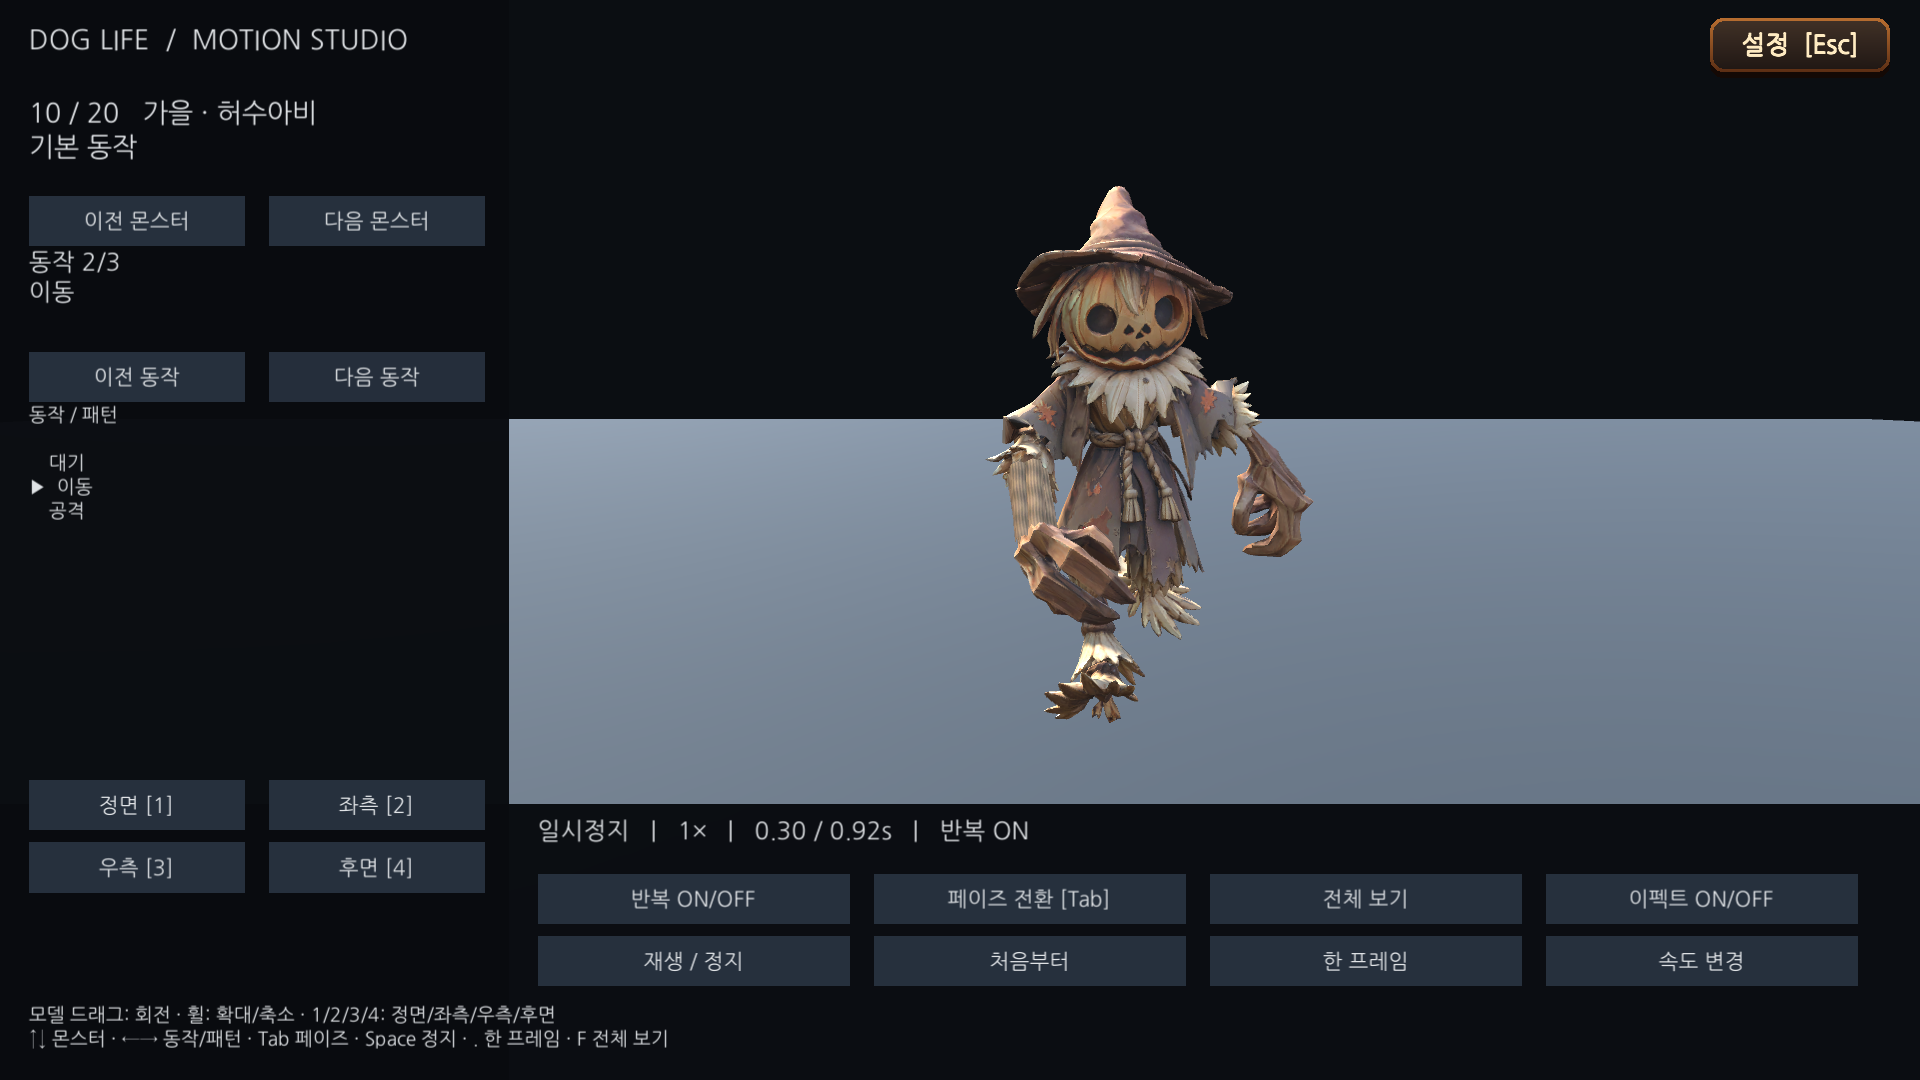 DOG LIFE / MOTION STUDIO
설정 [Esc]
10 / 20 가을 · 허수아비
기본 동작
이전 몬스터
다음 몬스터
동작 2/3
이동
이전 동작
다음 동작
동작 / 패턴
대기
▶ 이동
공격
정면 [1]
좌측 [2]
우측 [3]
후면 [4]
일시정지 | 1× | 0.30 / 0.92s | 반복 ON
반복 ON/OFF
페이즈 전환 [Tab]
전체 보기
이펙트 ON/OFF
재생 / 정지
처음부터
한 프레임
속도 변경
모델 드래그: 회전 · 휠: 확대/축소 · 1/2/3/4: 정면/좌측/우측/후면
↑↓ 몬스터 · ←→ 동작/패턴 · Tab 페이즈 · Space 정지 · . 한 프레임 · F 전체 보기